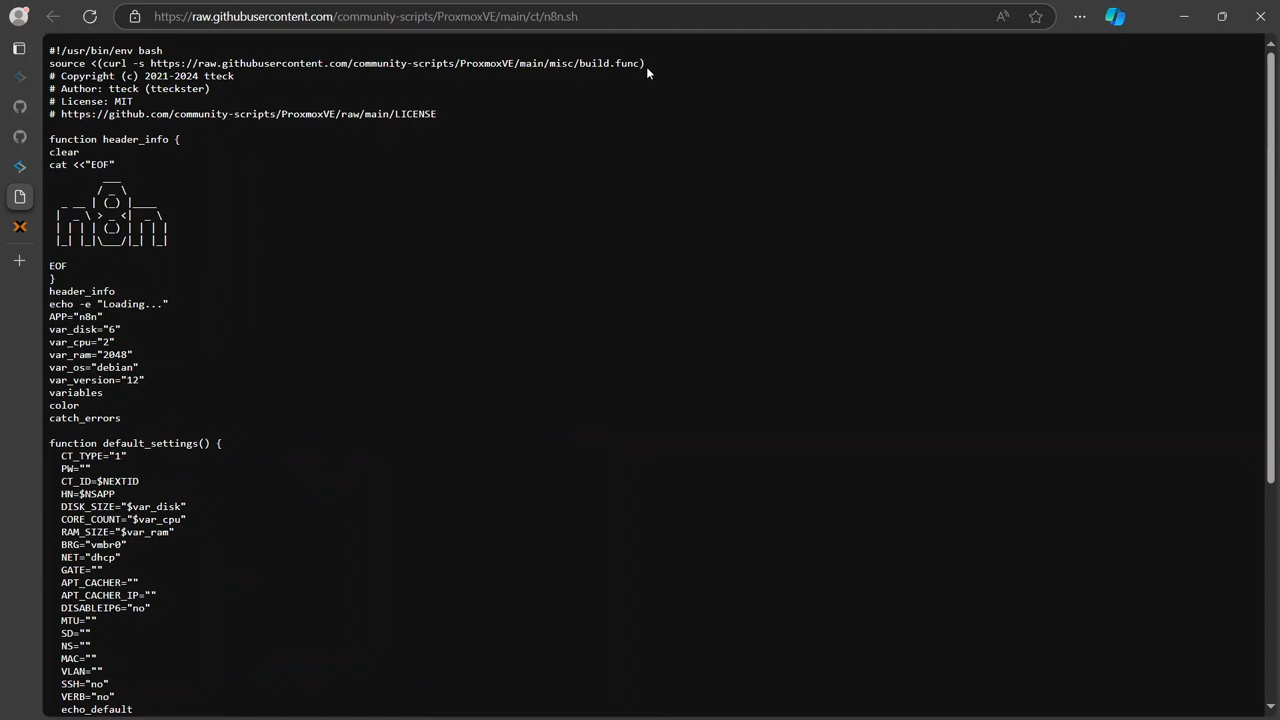 https://raw.githubusercontent.com/community-scripts/ProxmoxVE/main/ct/n8n.sh
#!/usr/bin/env bash
source <(curl -s https://raw.githubusercontent.com/community-scripts/ProxmoxVE/main/misc/build.func)
# Copyright (c) 2021-2024 tteck
# Author: tteck (tteckster)
# License: MIT
# https://github.com/community-scripts/ProxmoxVE/raw/main/LICENSE
function header_info {
clear
cat <<"EOF"
         ___
        / _ \
  _ __ | (_) |____
 | '_ \ > _ <| '_ \
 | | | | (_) | | | |
 |_| |_|\___/|_| |_|
EOF
}
header_info
echo -e "Loading..."
APP="n8n"
var_disk="6"
var_cpu="2"
var_ram="2048"
var_os="debian"
var_version="12"
variables
color
catch_errors
function default_settings() {
  CT_TYPE="1"
  PW=""
  CT_ID=$NEXTID
  HN=$NSAPP
  DISK_SIZE="$var_disk"
  CORE_COUNT="$var_cpu"
  RAM_SIZE="$var_ram"
  BRG="vmbr0"
  NET="dhcp"
  GATE=""
  APT_CACHER=""
  APT_CACHER_IP=""
  DISABLEIP6="no"
  MTU=""
  SD=""
  NS=""
  MAC=""
  VLAN=""
  SSH="no"
  VERB="no"
  echo_default